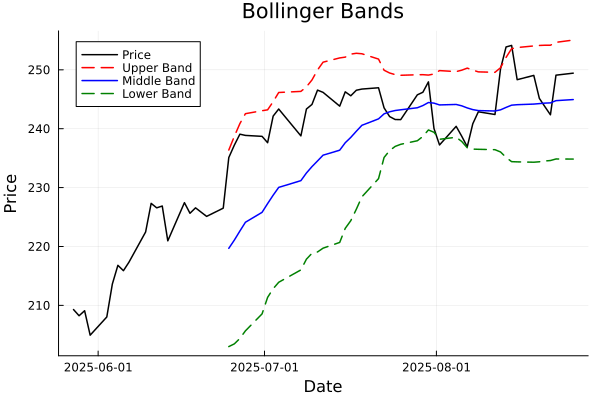 Bollinger Bands
Price
Upper Band
Middle Band
Lower Band
250
240
230
220
210
Price
2025-06-01
2025-07-01
2025-08-01
Date